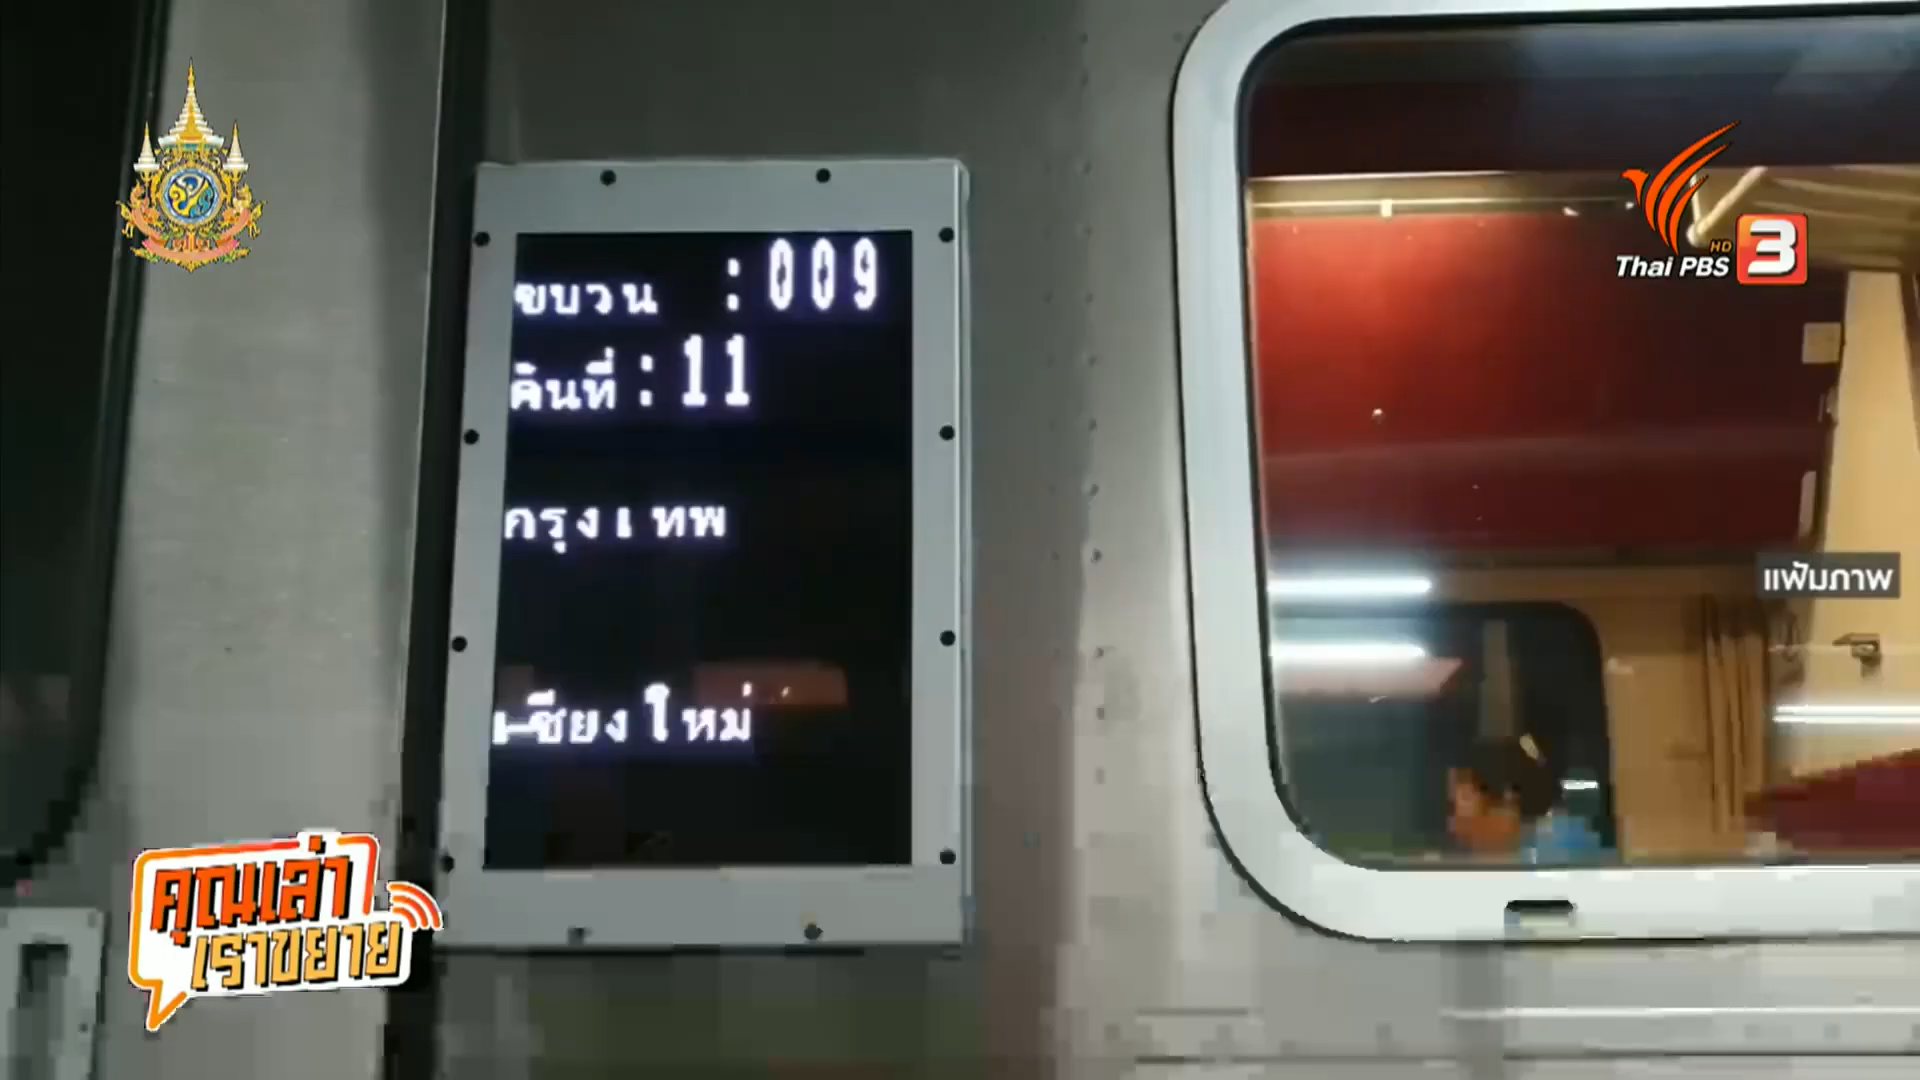 ขบวน :009
คันที่ :11
กรุงเทพ
เชียงใหม่
Thai PBS HD 3
แฟ้มภาพ
คุณเล่า
เราขยาย